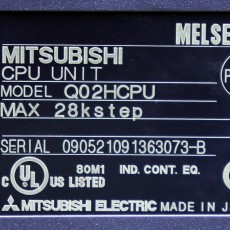 MELSE
MITSUBISHI
CPU UNIT
MODEL Q02HCPU
MAX 28kstep
SERIAL 090521091363073-B
80M1 IND. CONT. EQ.
C UL US LISTED
MITSUBISHI ELECTRIC MADE IN J